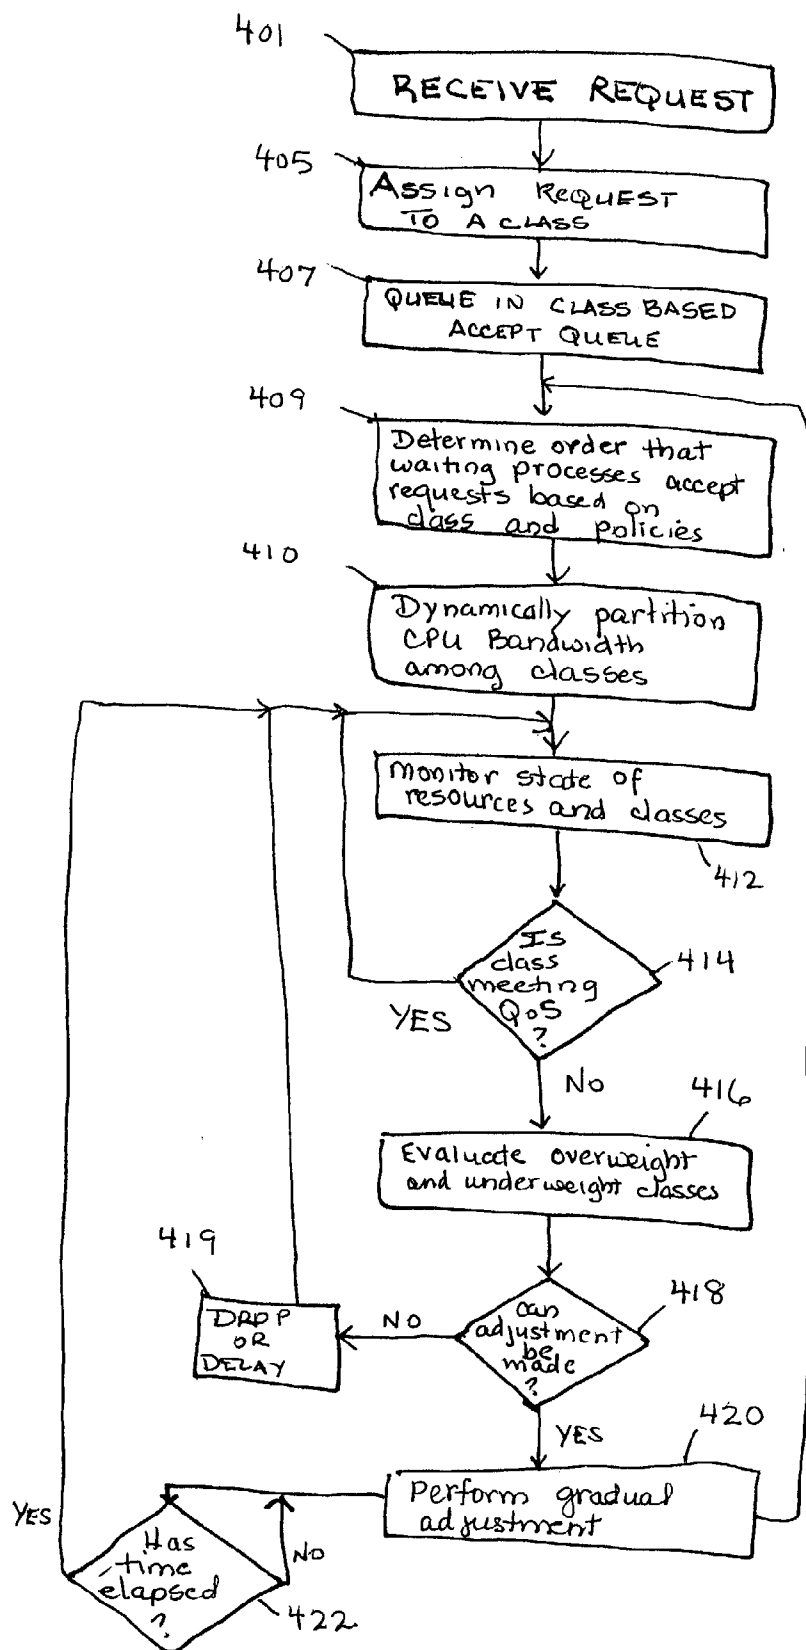 401
RECEIVE REQUEST
405
Assign REQUEST
TO A CLASS
407
QUEUE IN CLASS BASED
ACCEPT QUEUE
409
Determine order that
waiting processes accept
requests based on
class and policies
410
Dynamically partition
CPU Bandwidth
among classes
monitor state of
resources and classes
412
Is
class
meeting
QoS
?
414
YES
NO
416
Evaluate overweight
and underweight classes
419
DROP
OR
DELAY
NO
can
adjustment
be
made
?
418
YES
420
Perform gradual
adjustment
YES
Has
time
elapsed
?
NO
422